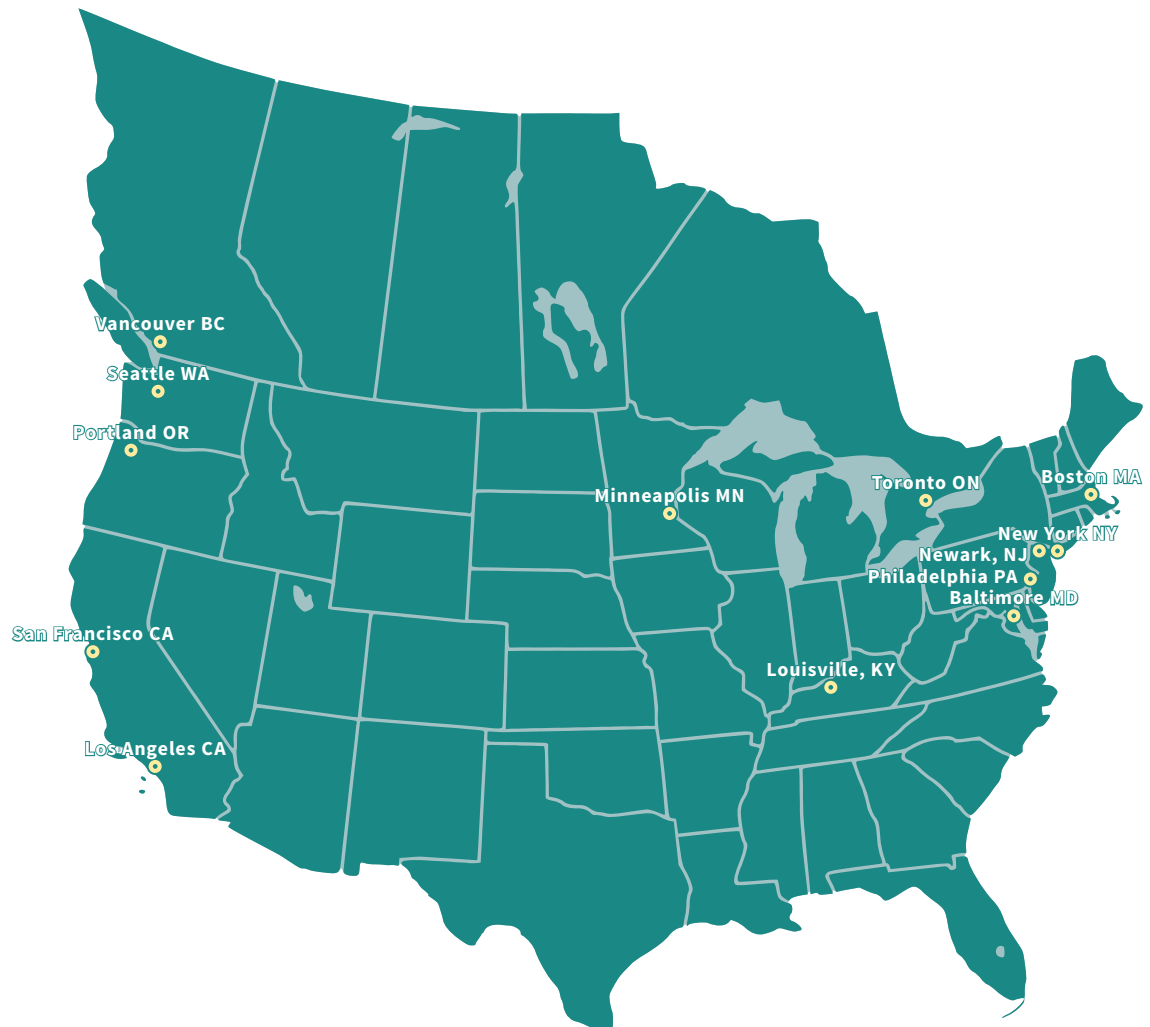 Vancouver BC
Seattle WA
Portland OR
Boston MA
Toronto ON
Minneapolis MN
New York NY
Newark, NJ
Philadelphia PA
Baltimore MD
San Francisco CA
Louisville, KY
Los Angeles CA